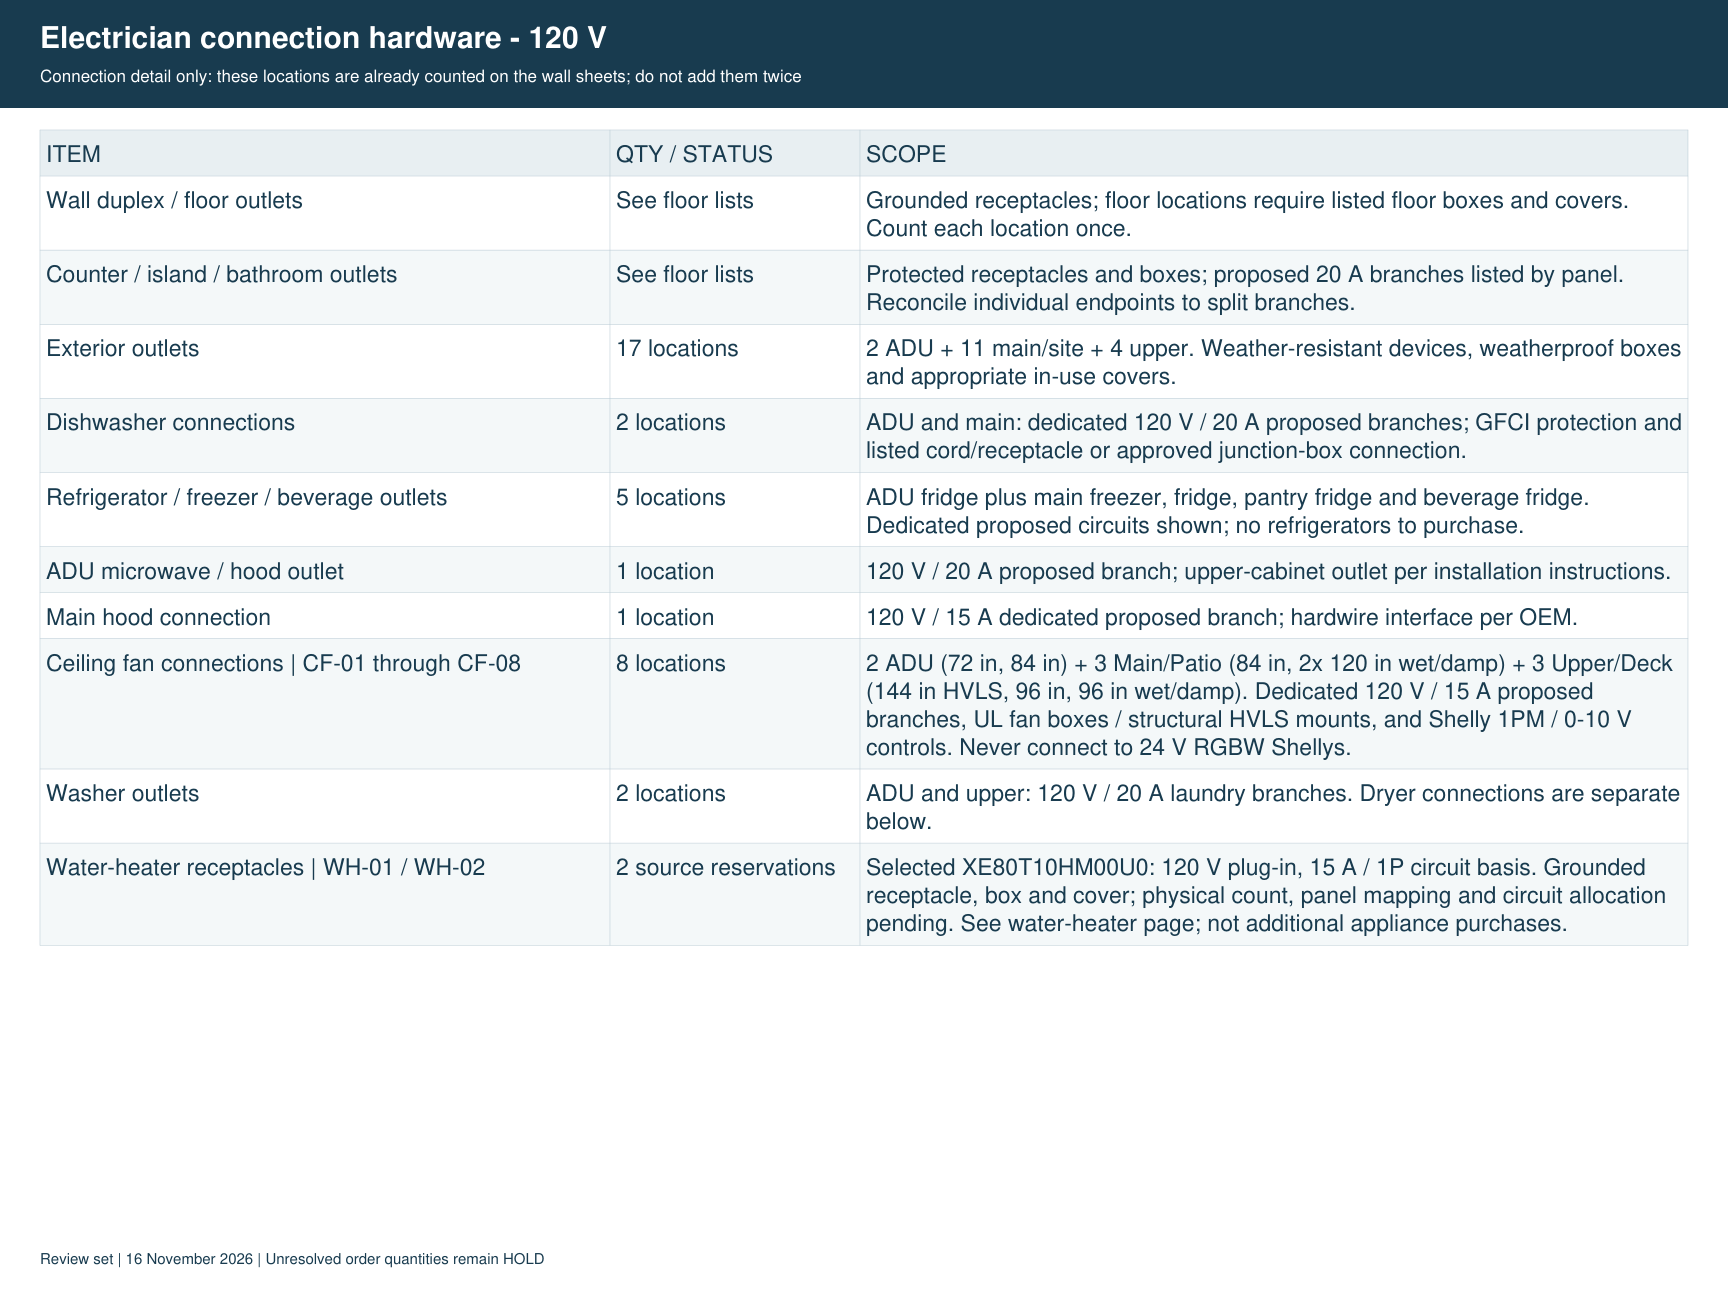 Electrician connection hardware - 120 V
Connection detail only: these locations are already counted on the wall sheets; do not add them twice
ITEM QTY / STATUS SCOPE
Wall duplex / floor outlets See floor lists Grounded receptacles; floor locations require listed floor boxes and covers.
Count each location once.
Counter / island / bathroom outlets See floor lists Protected receptacles and boxes; proposed 20 A branches listed by panel.
Reconcile individual endpoints to split branches.
Exterior outlets 17 locations 2 ADU + 11 main/site + 4 upper. Weather-resistant devices, weatherproof boxes
and appropriate in-use covers.
Dishwasher connections 2 locations ADU and main: dedicated 120 V / 20 A proposed branches; GFCI protection and
listed cord/receptacle or approved junction-box connection.
Refrigerator / freezer / beverage outlets 5 locations ADU fridge plus main freezer, fridge, pantry fridge and beverage fridge.
Dedicated proposed circuits shown; no refrigerators to purchase.
ADU microwave / hood outlet 1 location 120 V / 20 A proposed branch; upper-cabinet outlet per installation instructions.
Main hood connection 1 location 120 V / 15 A dedicated proposed branch; hardwire interface per OEM.
Ceiling fan connections | CF-01 through CF-08 8 locations 2 ADU (72 in, 84 in) + 3 Main/Patio (84 in, 2x 120 in wet/damp) + 3 Upper/Deck
(144 in HVLS, 96 in, 96 in wet/damp). Dedicated 120 V / 15 A proposed
branches, UL fan boxes / structural HVLS mounts, and Shelly 1PM / 0-10 V
controls. Never connect to 24 V RGBW Shellys.
Washer outlets 2 locations ADU and upper: 120 V / 20 A laundry branches. Dryer connections are separate
below.
Water-heater receptacles | WH-01 / WH-02 2 source reservations Selected XE80T10HM00U0: 120 V plug-in, 15 A / 1P circuit basis. Grounded
receptacle, box and cover; physical count, panel mapping and circuit allocation
pending. See water-heater page; not additional appliance purchases.
Review set | 16 November 2026 | Unresolved order quantities remain HOLD